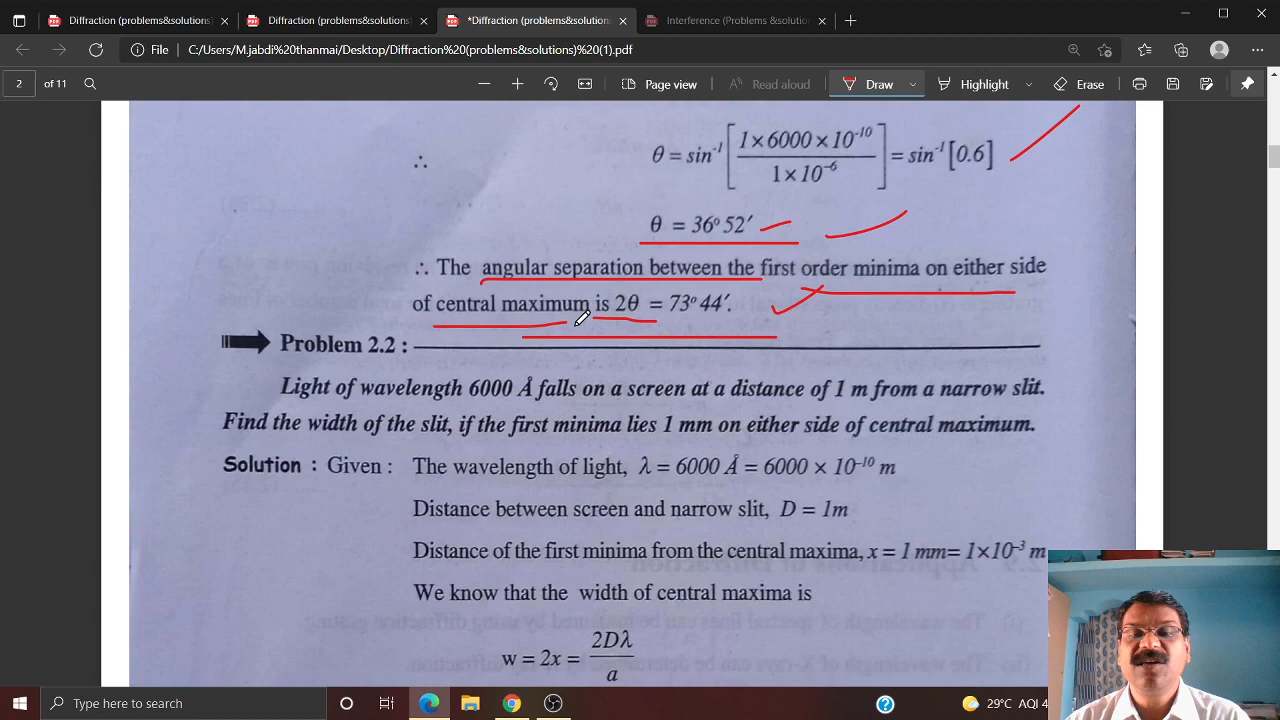 Diffraction (problems&solutions)
Diffraction (problems&solutions)
*Diffraction (problems&solutions
Interference (Problems &solution
File
C:/Users/M.jabdi%20thanmai/Desktop/Diffraction%20(problems&solutions)%20(1).pdf
2 of 11
Page view
Read aloud
Draw
Highlight
Erase
∴ θ = sin⁻¹ [ 1×6000×10⁻¹⁰ / 1×10⁻⁶ ] = sin⁻¹ [0.6]
θ = 36° 52′
∴ The angular separation between the first order minima on either side
of central maximum is 2θ = 73° 44′.
Problem 2.2 :
Light of wavelength 6000 Å falls on a screen at a distance of 1 m from a narrow slit.
Find the width of the slit, if the first minima lies 1 mm on either side of central maximum.
Solution : Given : The wavelength of light, λ = 6000 Å = 6000 × 10⁻¹⁰ m
Distance between screen and narrow slit, D = 1m
Distance of the first minima from the central maxima, x = 1 mm= 1×10⁻³ m
We know that the width of central maxima is
w = 2x = 2Dλ / a
Type here to search
29°C AQI 4